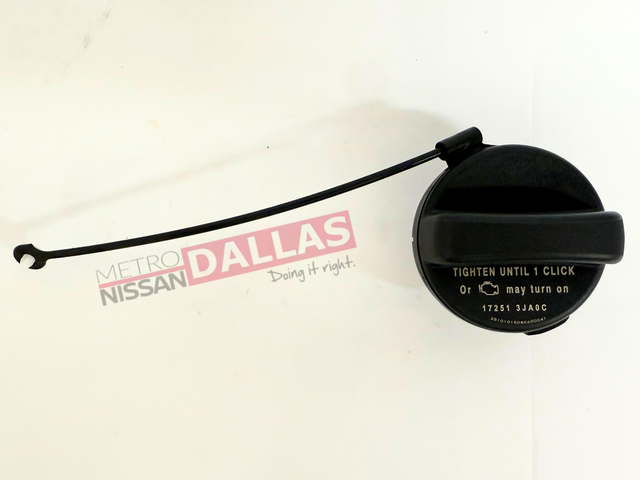 METRO
NISSAN
DALLAS
Doing it right.
TIGHTEN UNTIL 1 CLICK
Or may turn on
17251 3JA0C